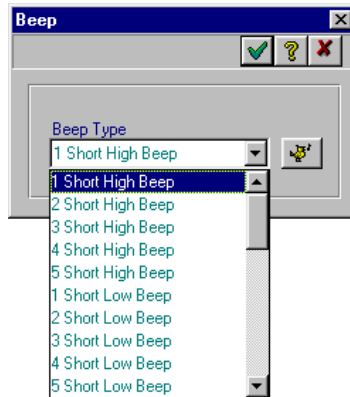 Beep
Beep Type
1 Short High Beep
1 Short High Beep
2 Short High Beep
3 Short High Beep
4 Short High Beep
5 Short High Beep
1 Short Low Beep
2 Short Low Beep
3 Short Low Beep
4 Short Low Beep
5 Short Low Beep